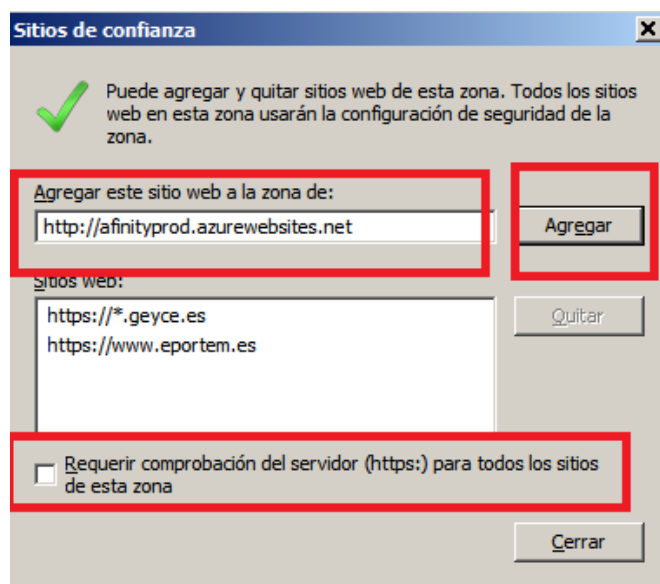 Sitios de confianza
Puede agregar y quitar sitios web de esta zona. Todos los sitios
web en esta zona usarán la configuración de seguridad de la
zona.
Agregar este sitio web a la zona de:
http://afinityprod.azurewebsites.net
Agregar
Sitios web:
https://*.geyce.es
https://www.eportem.es
Quitar
Requerir comprobación del servidor (https:) para todos los sitios
de esta zona
Cerrar